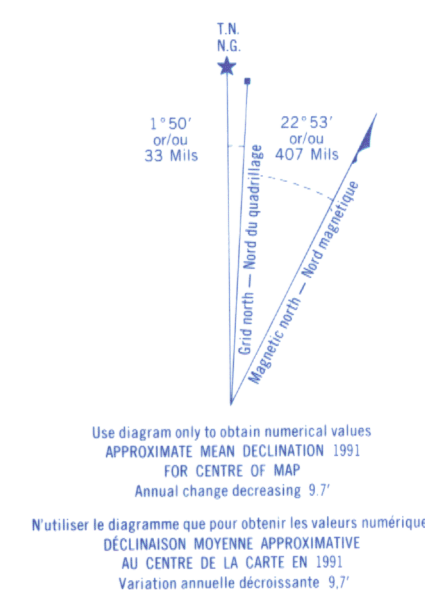 T.N.
N.G.
1°50′
or/ou
33 Mils
22°53′
or/ou
407 Mils
Grid north — Nord du quadrillage
Magnetic north — Nord magnétique
Use diagram only to obtain numerical values
APPROXIMATE MEAN DECLINATION 1991
FOR CENTRE OF MAP
Annual change decreasing 9.7′
N'utiliser le diagramme que pour obtenir les valeurs numérique
DÉCLINAISON MOYENNE APPROXIMATIVE
AU CENTRE DE LA CARTE EN 1991
Variation annuelle décroissante 9,7′